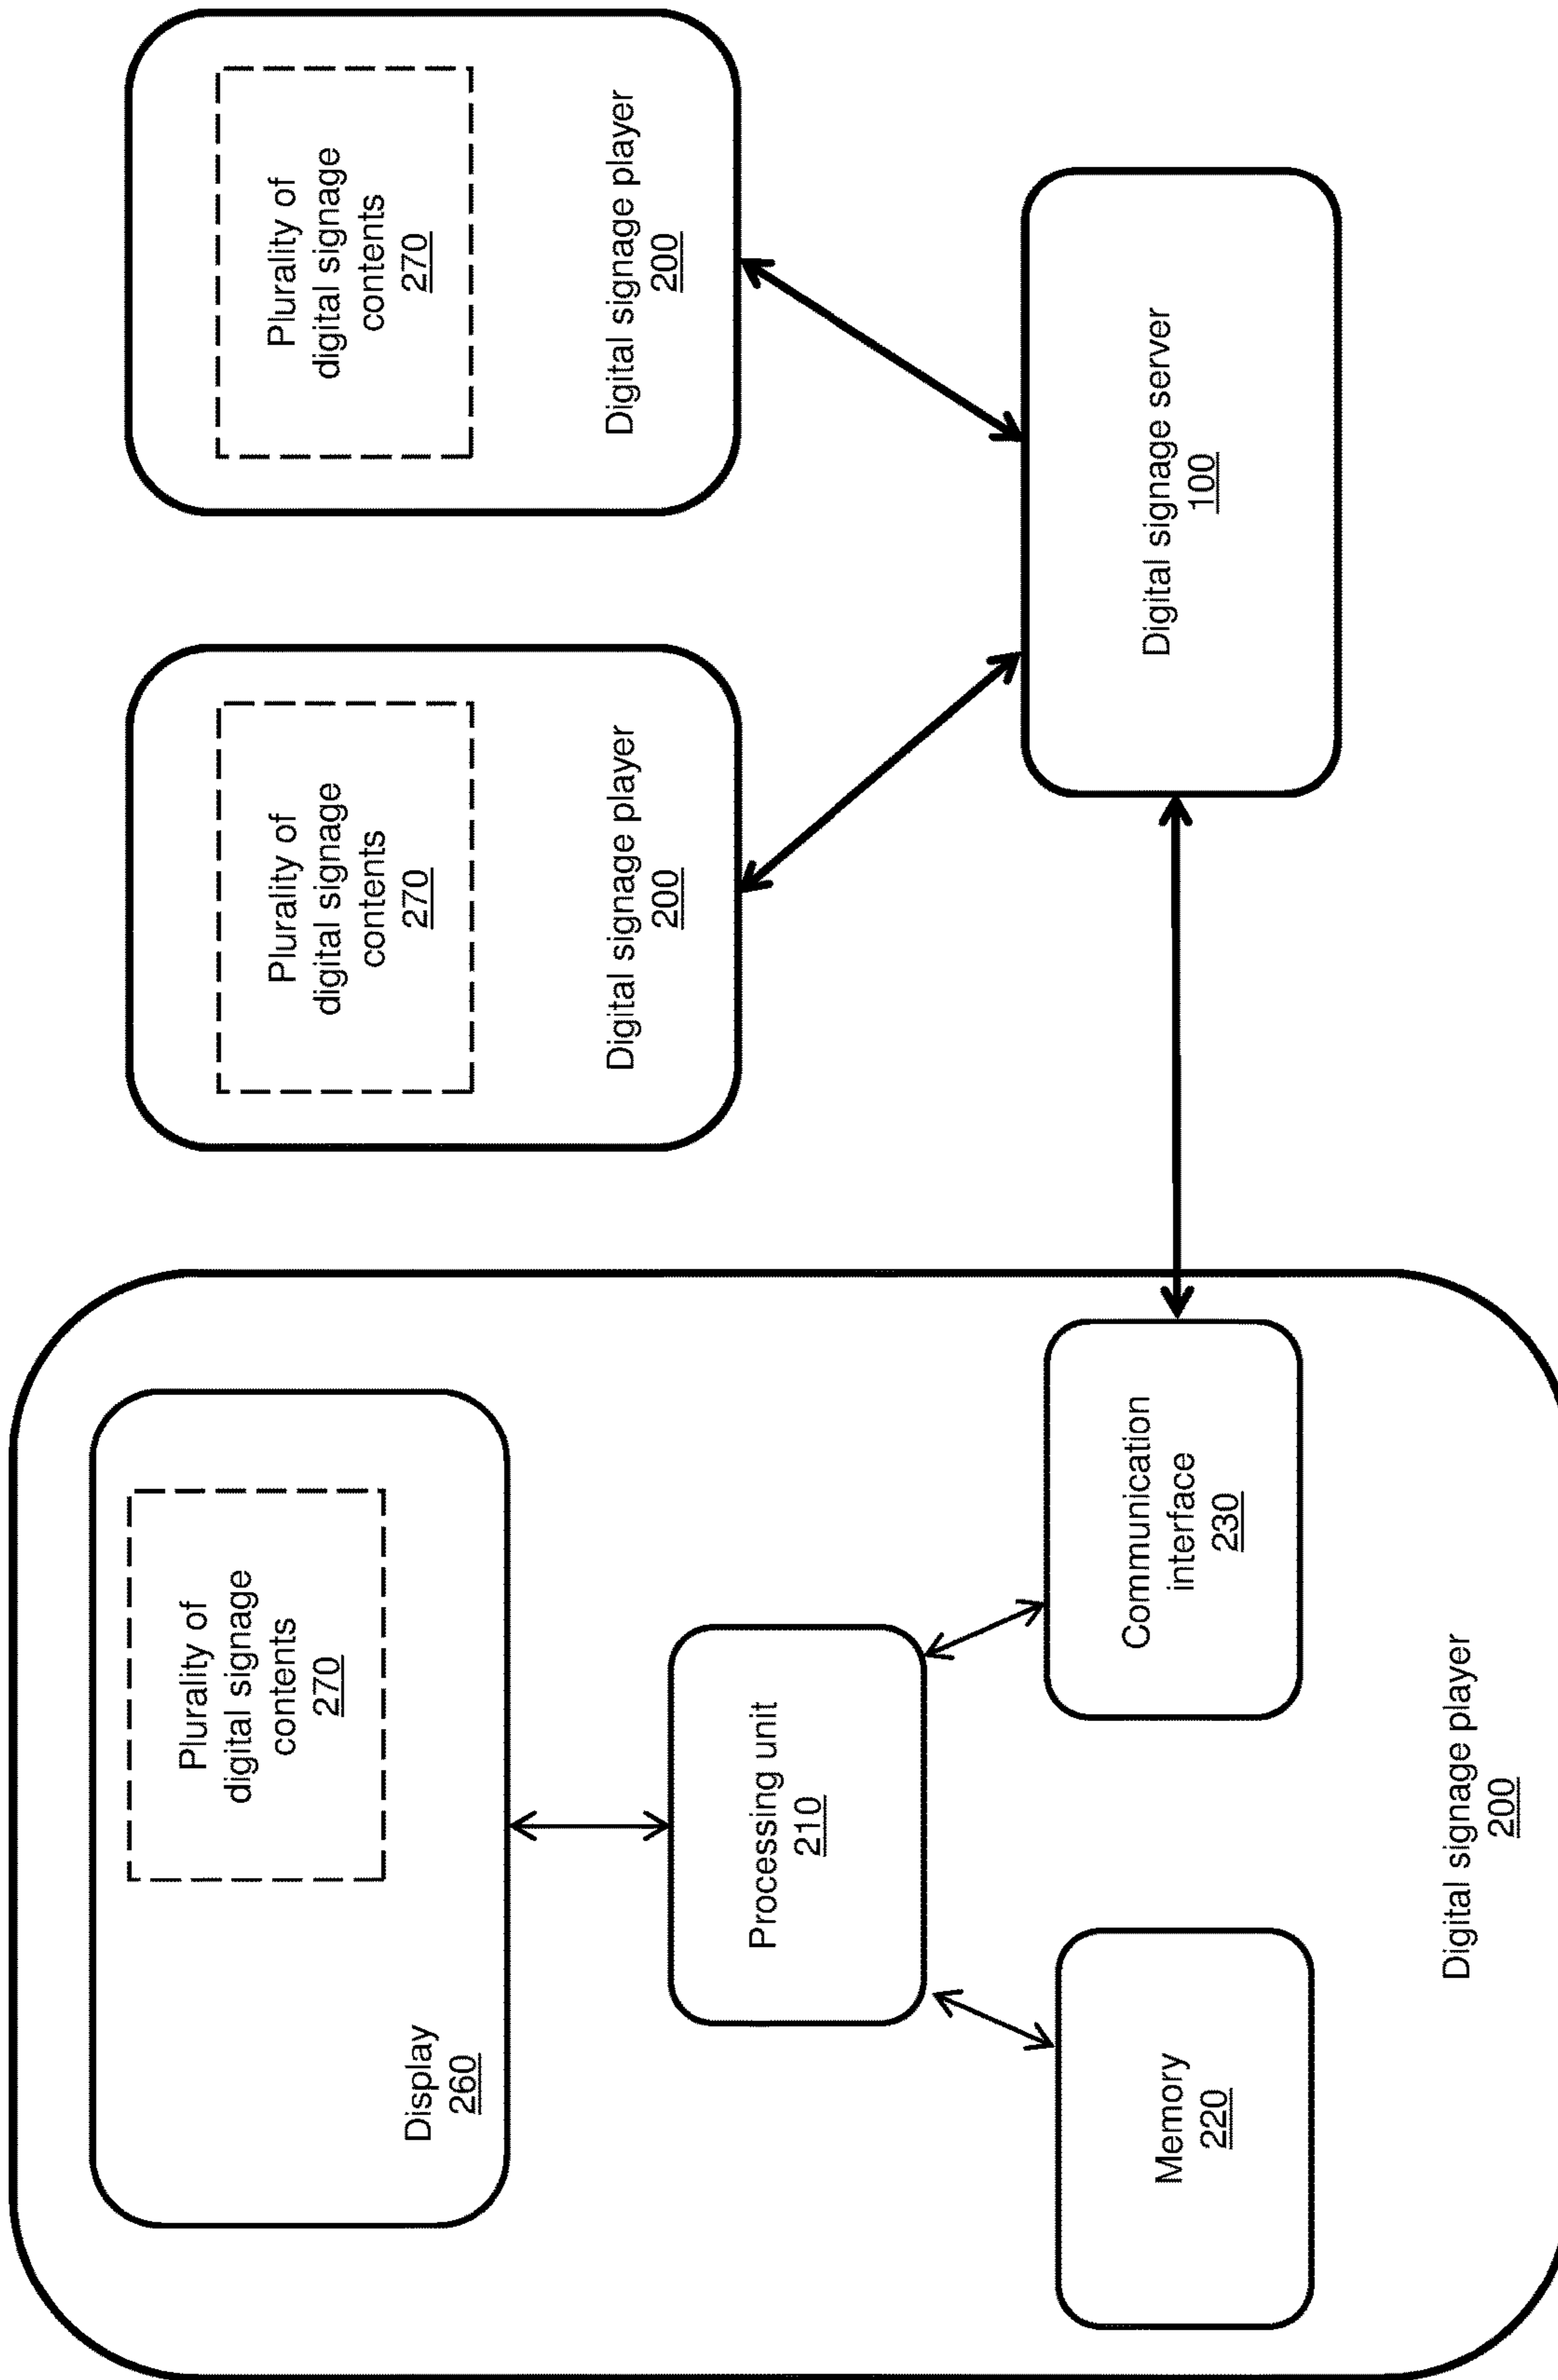 Plurality of
digital signage
contents
270
Display
260
Processing unit
210
Memory
220
Communication
interface
230
Digital signage player
200
Plurality of
digital signage
contents
270
Digital signage player
200
Plurality of
digital signage
contents
270
Digital signage player
200
Digital signage server
100